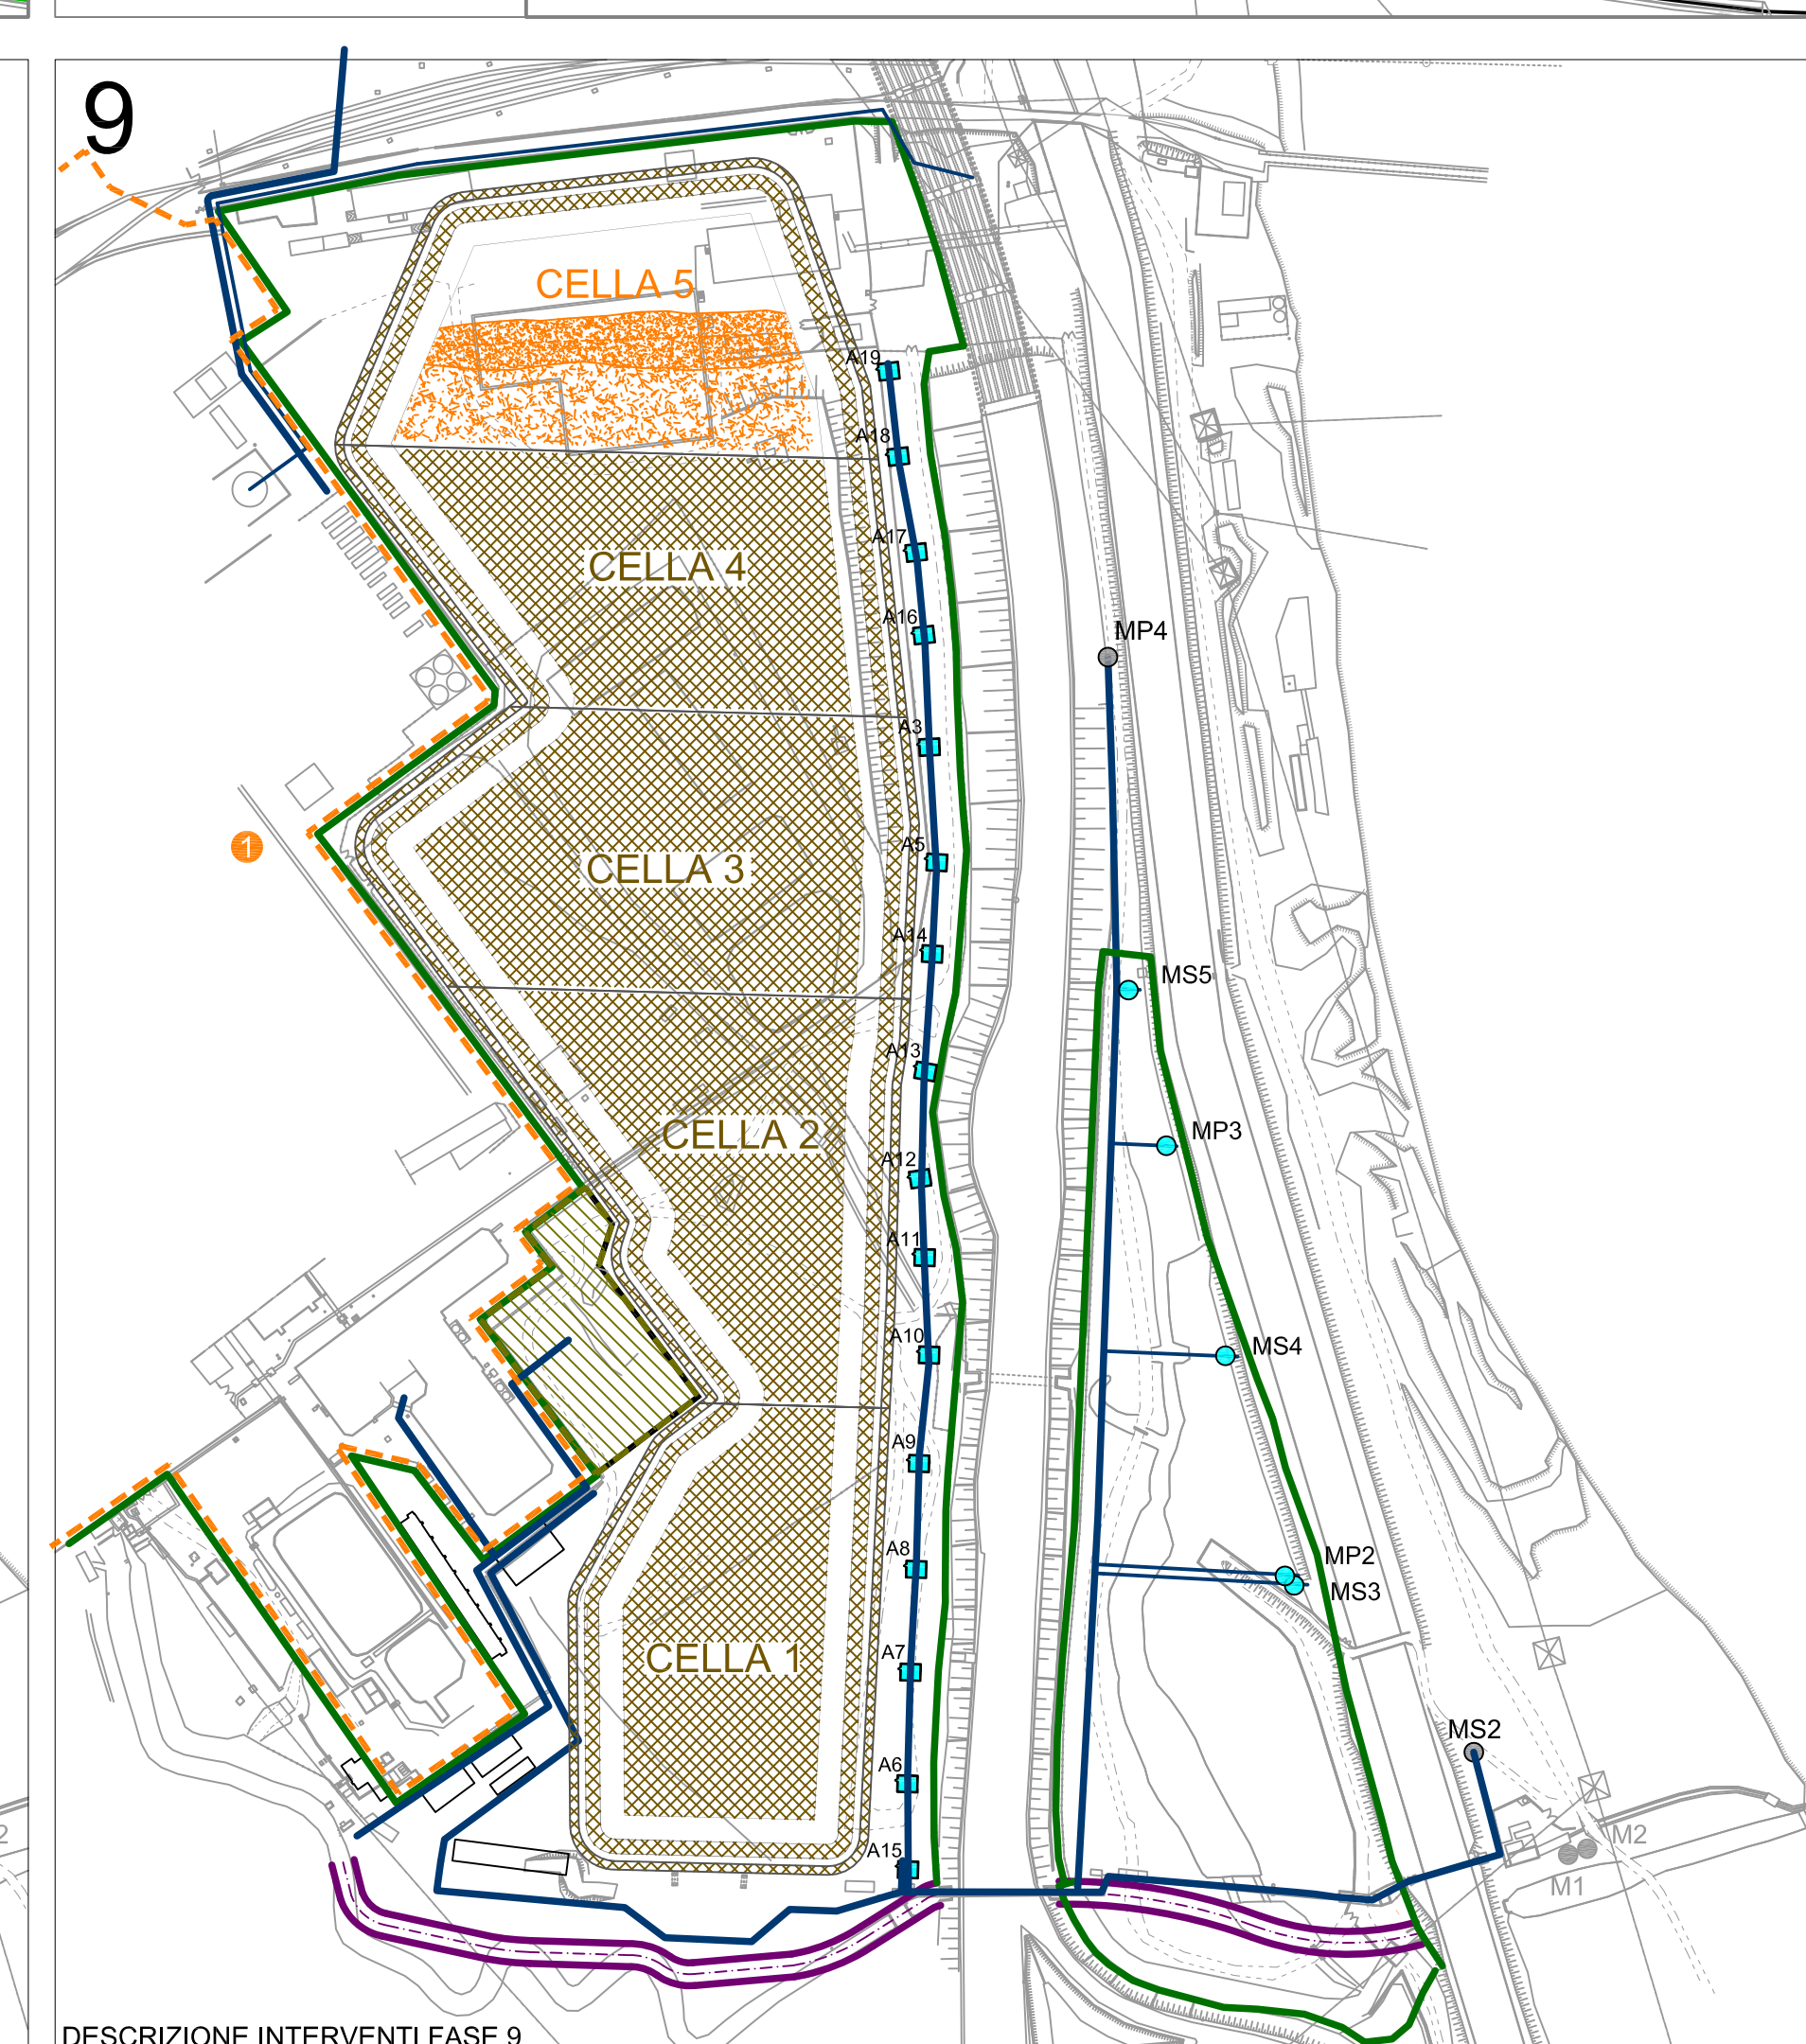 9
CELLA 5
A19
A18
A17
CELLA 4
A16
MP4
A3
1
A5
CELLA 3
A14
MS5
A13
MP3
CELLA 2
A12
A11
A10
MS4
A9
A8
MP2
MS3
CELLA 1
A7
MS2
A6
2
M2
A15
M1
DESCRIZIONE INTERVENTI FASE 9